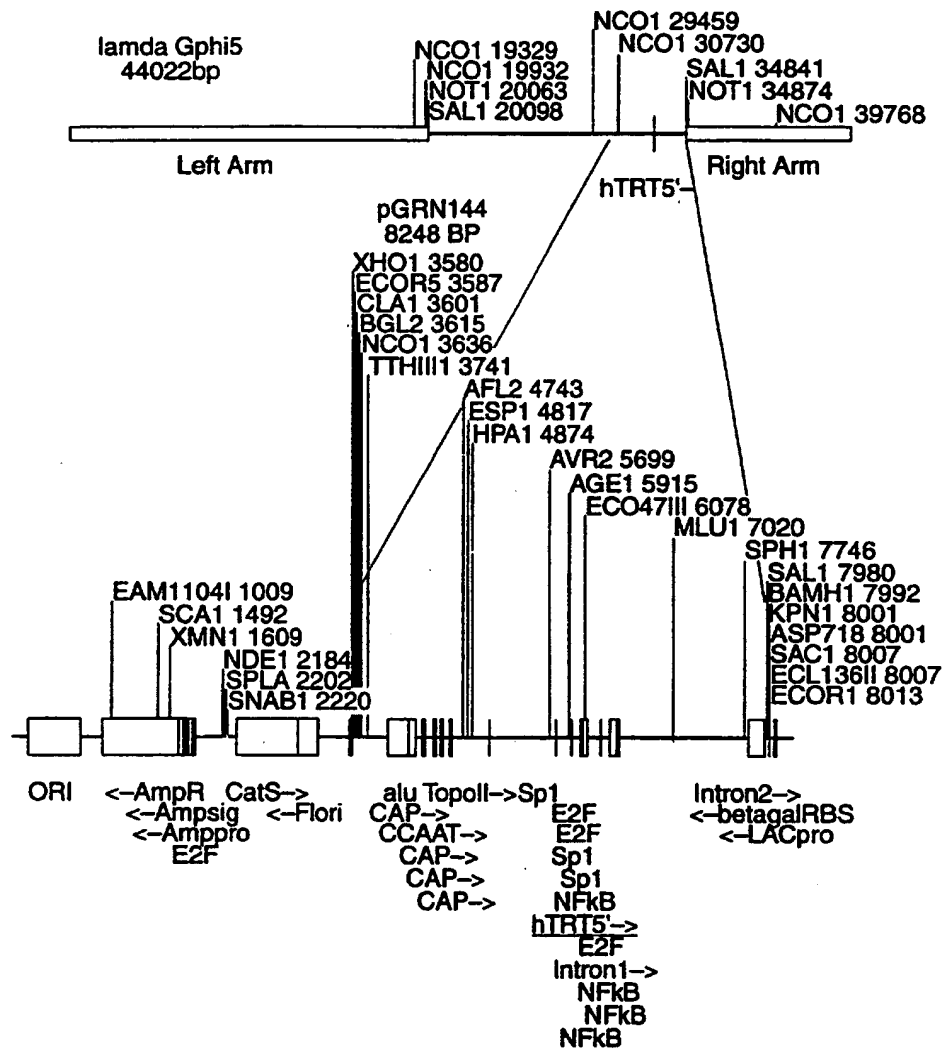 lamda Gphi5
44022bp
NCO1 19329
NCO1 19932
NOT1 20063
SAL1 20098
NCO1 29459
NCO1 30730
SAL1 34841
NOT1 34874
NCO1 39768
Left Arm
Right Arm
hTRT5'
pGRN144
8248 BP
XHO1 3580
ECOR5 3587
CLA1 3601
BGL2 3615
NCO1 3636
TTHIII1 3741
AFL2 4743
ESP1 4817
HPA1 4874
AVR2 5699
AGE1 5915
ECO47III 6078
MLU1 7020
SPH1 7746
SAL1 7980
BAMH1 7992
KPN1 8001
ASP718 8001
SAC1 8007
ECL136II 8007
ECOR1 8013
EAM1104I 1009
SCA1 1492
XMN1 1609
NDE1 2184
SPLA 2202
SNAB1 2220
ORI
<-AmpR
<-Ampsig
<-Amppro
E2F
CatS->
<-Flori
alu TopoII->Sp1
CAP->
CCAAT->
CAP->
CAP->
CAP->
E2F
E2F
Sp1
Sp1
NFkB
hTRT5'->
E2F
Intron1->
NFkB
NFkB
NFkB
Intron2->
<-betagalRBS
<-LACpro